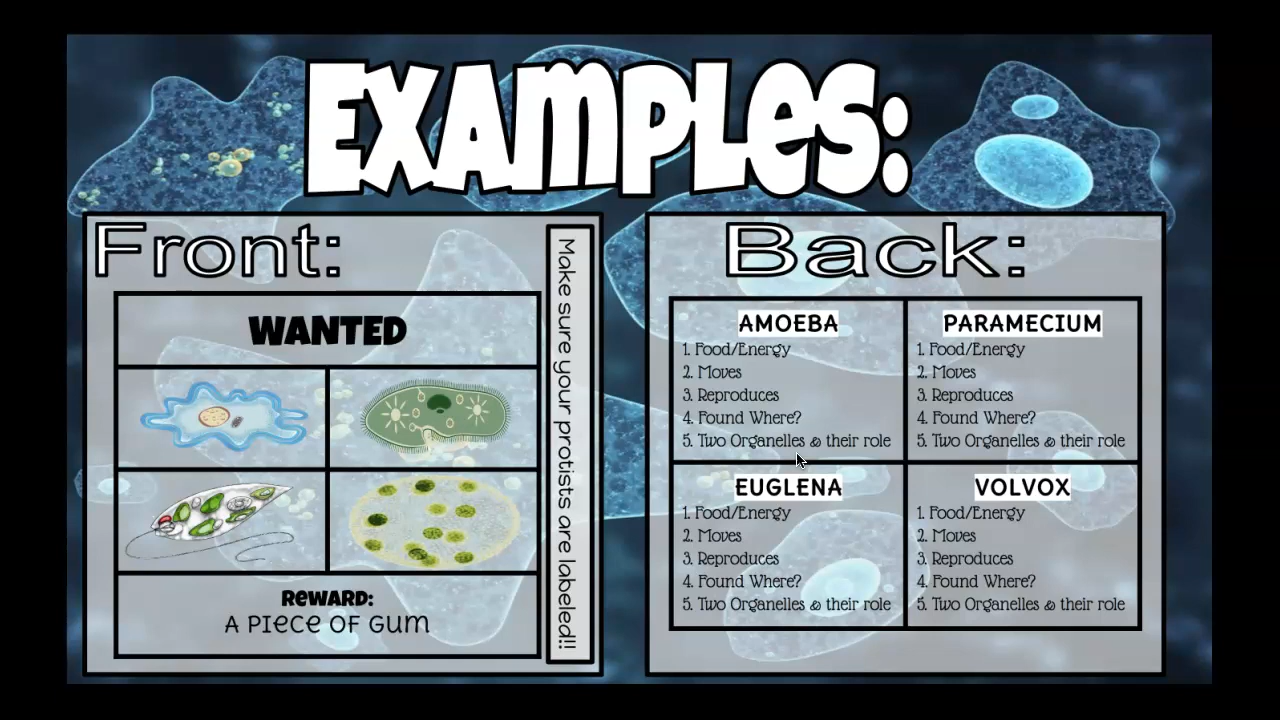 EXAMPLES:
Front:
WANTED
REWARD:
A PIECE OF GUM
Make sure your protists are labeled!!
Back:
AMOEBA
1. Food/Energy
2. Moves
3. Reproduces
4. Found Where?
5. Two Organelles & their role
PARAMECIUM
1. Food/Energy
2. Moves
3. Reproduces
4. Found Where?
5. Two Organelles & their role
EUGLENA
1. Food/Energy
2. Moves
3. Reproduces
4. Found Where?
5. Two Organelles & their role
VOLVOX
1. Food/Energy
2. Moves
3. Reproduces
4. Found Where?
5. Two Organelles & their role